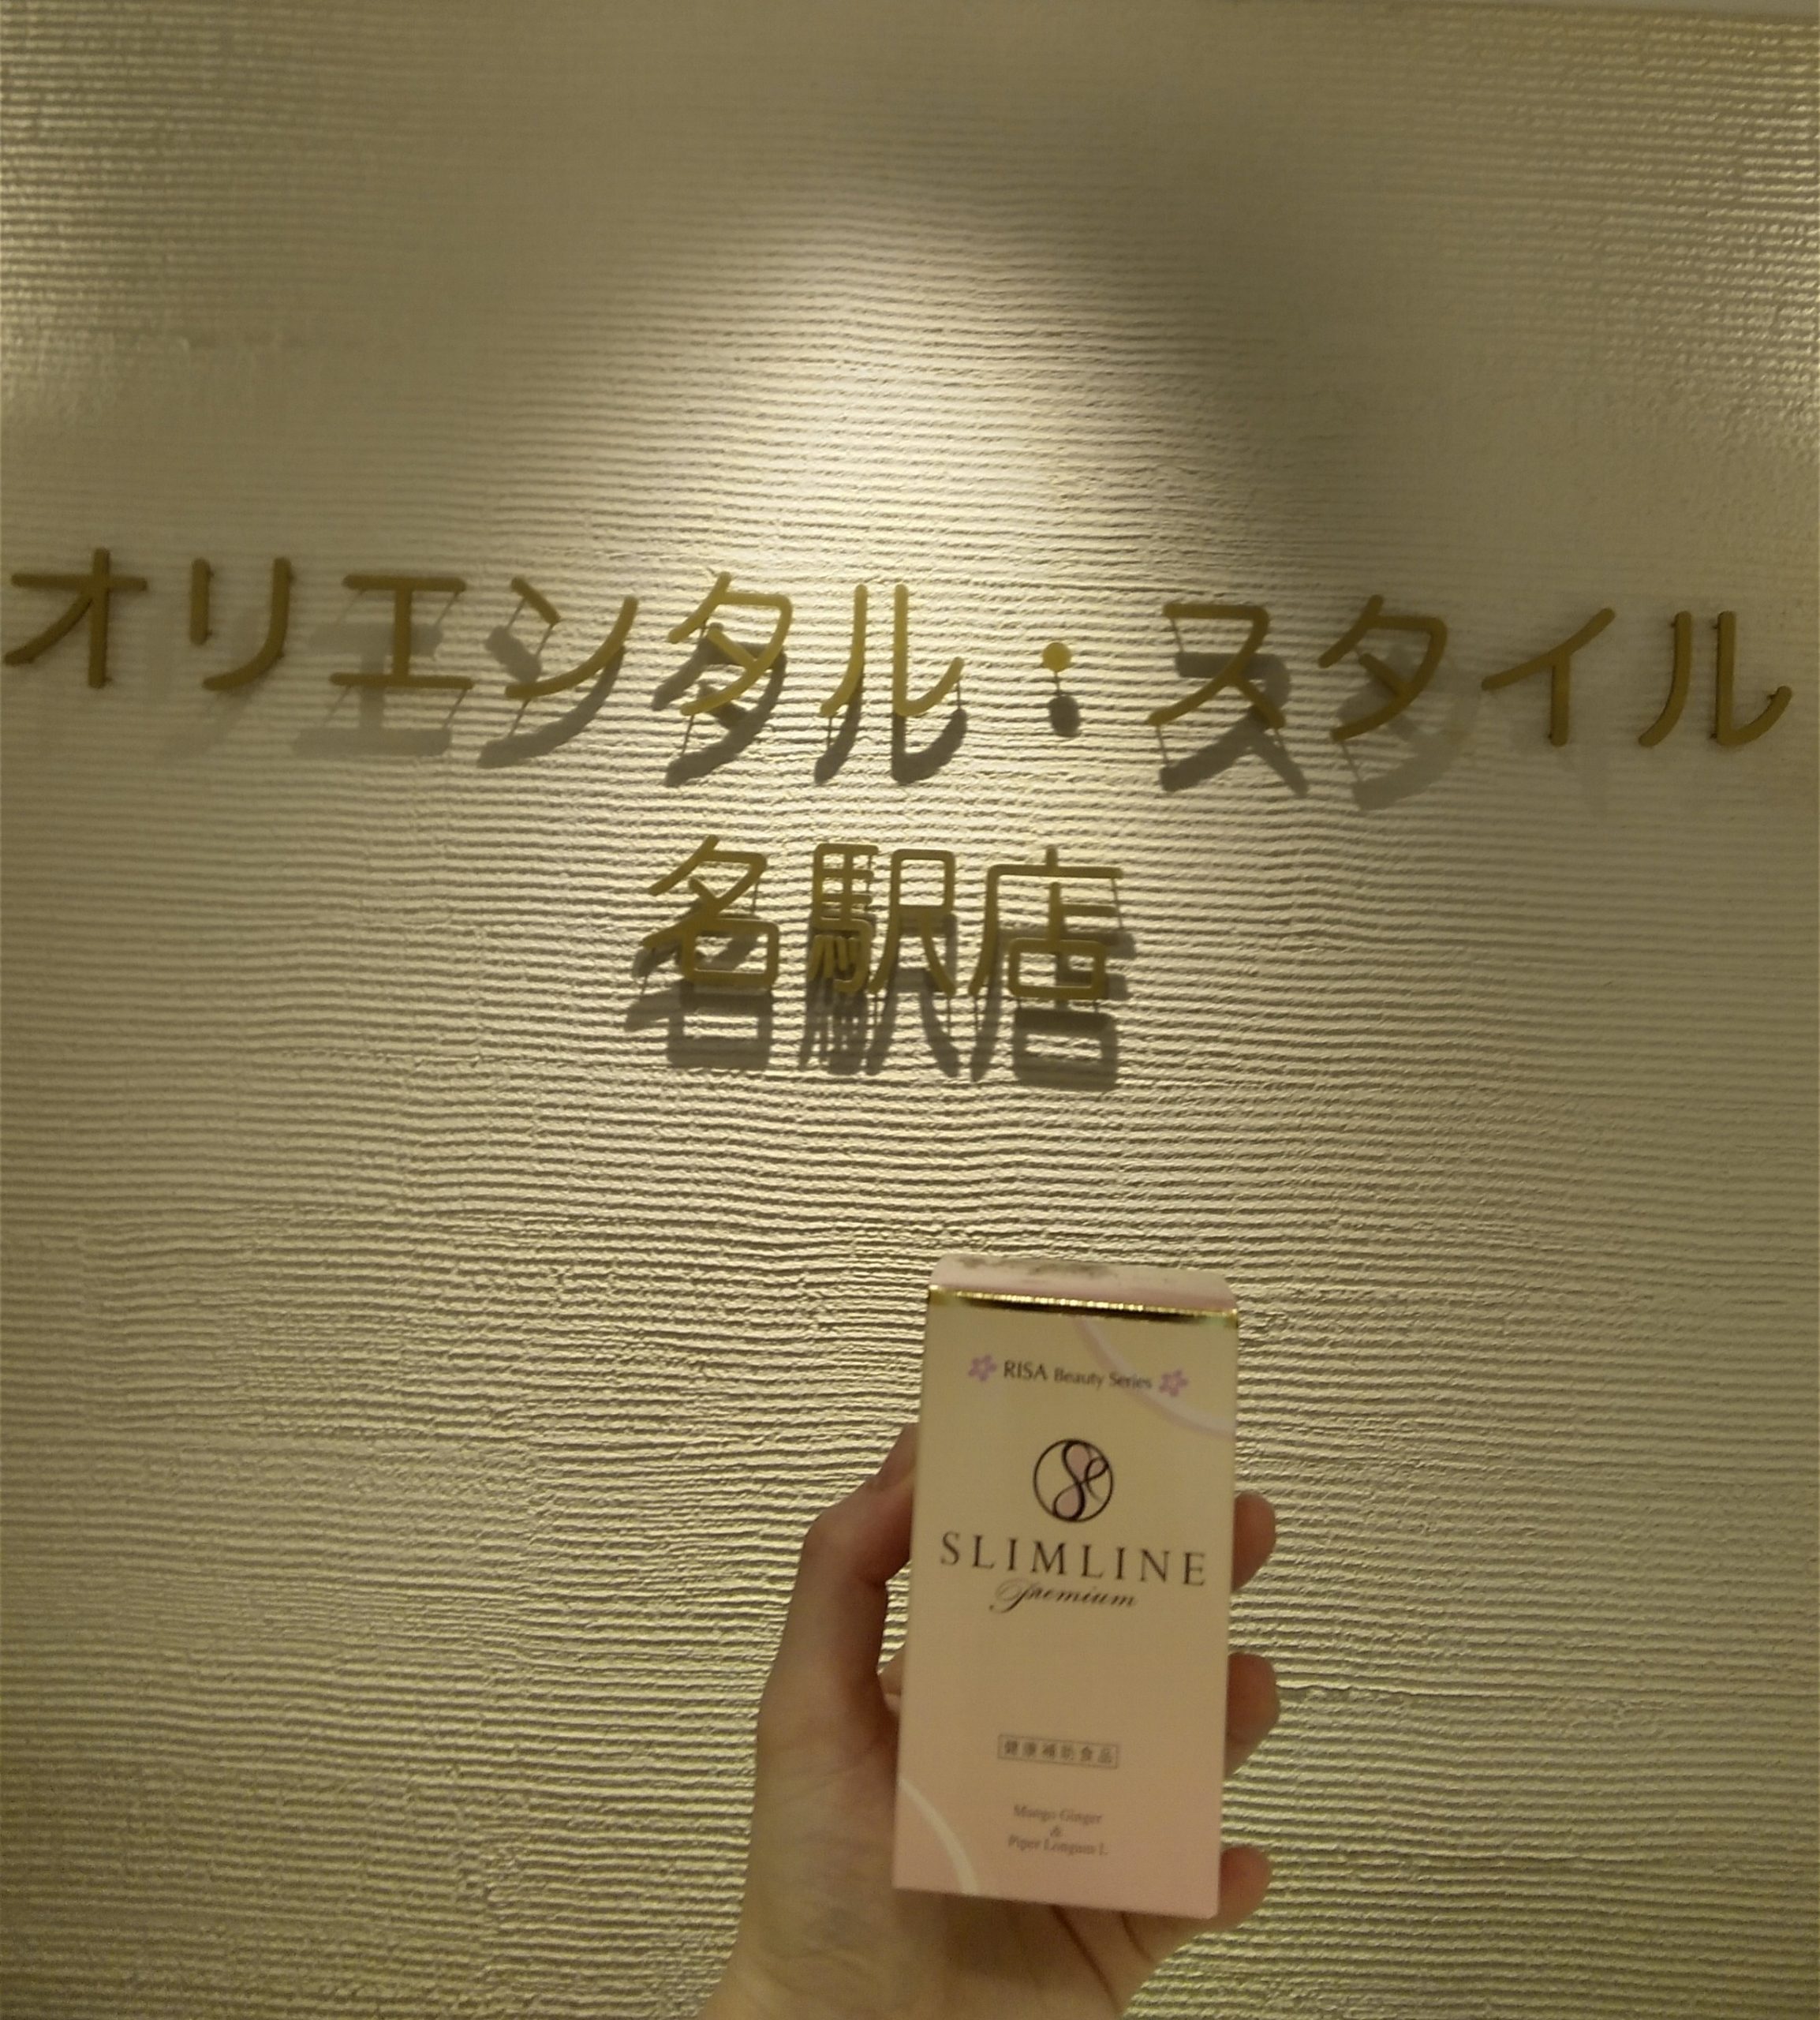 オリエンタル・スタイル
名駅店
RISA Beauty Series
SLIMLINE
Premium
健康補助食品
Mango Ginger
&
Piper Longum L.